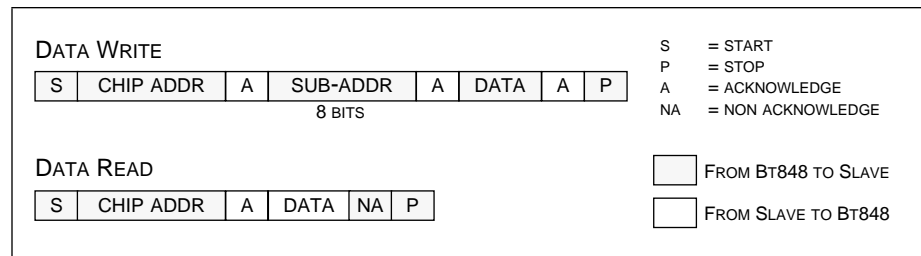 DATA WRITE
S CHIP ADDR A SUB-ADDR A DATA A P
8 BITS
S = START
P = STOP
A = ACKNOWLEDGE
NA = NON ACKNOWLEDGE
DATA READ
S CHIP ADDR A DATA NA P
FROM BT848 TO SLAVE
FROM SLAVE TO BT848